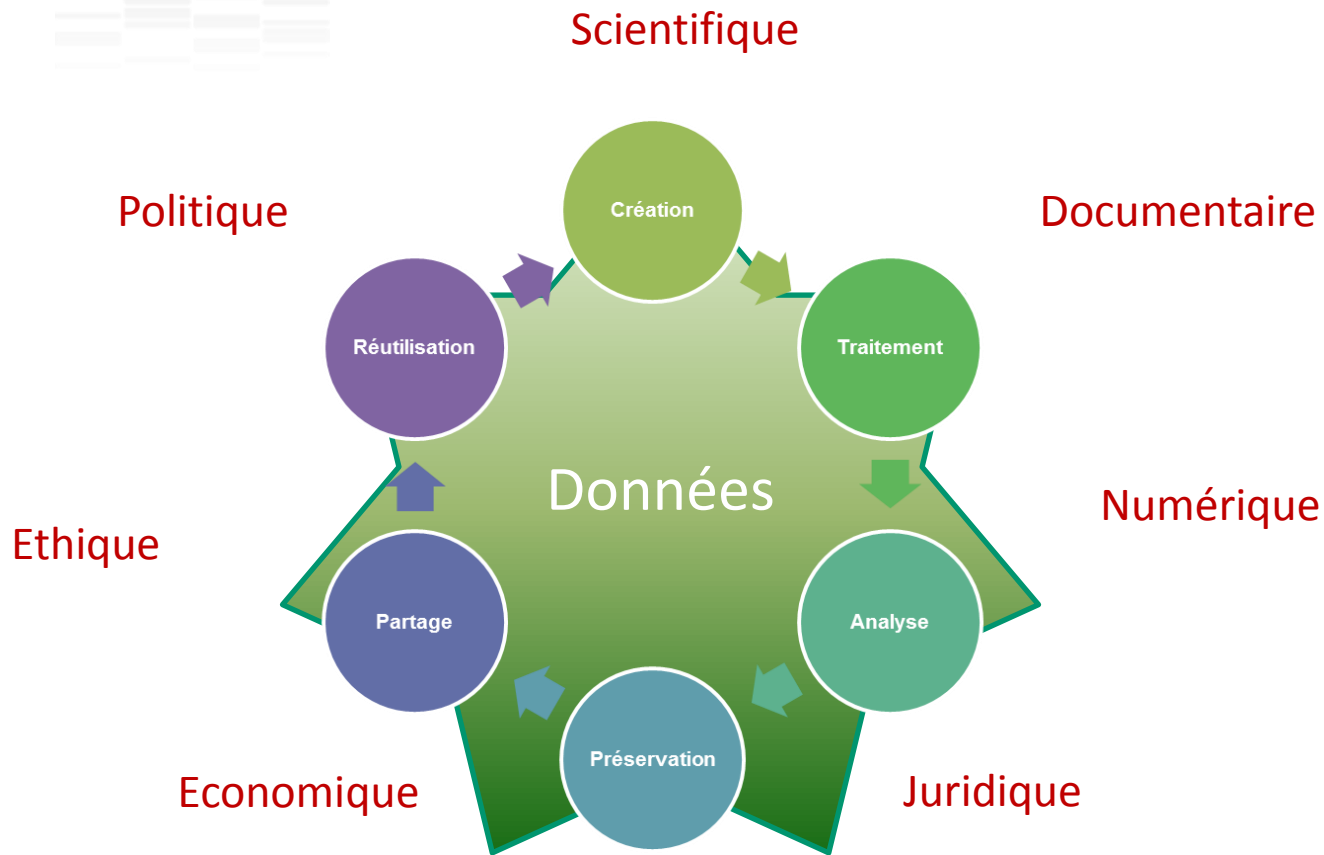 Scientifique
Politique
Création
Documentaire
Réutilisation
Traitement
Données
Numérique
Ethique
Partage
Analyse
Préservation
Economique
Juridique